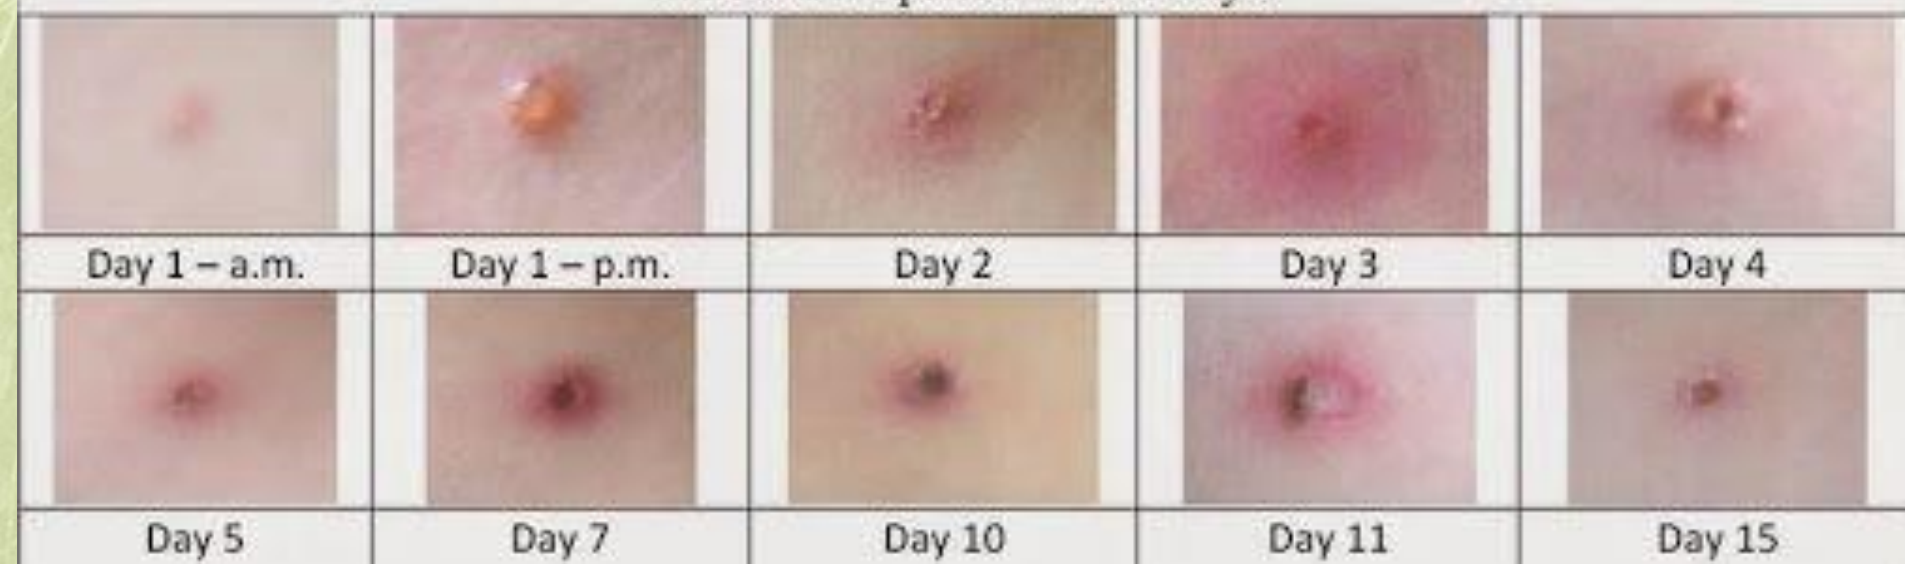 Day 1 – a.m.
Day 1 – p.m.
Day 2
Day 3
Day 4
Day 5
Day 7
Day 10
Day 11
Day 15